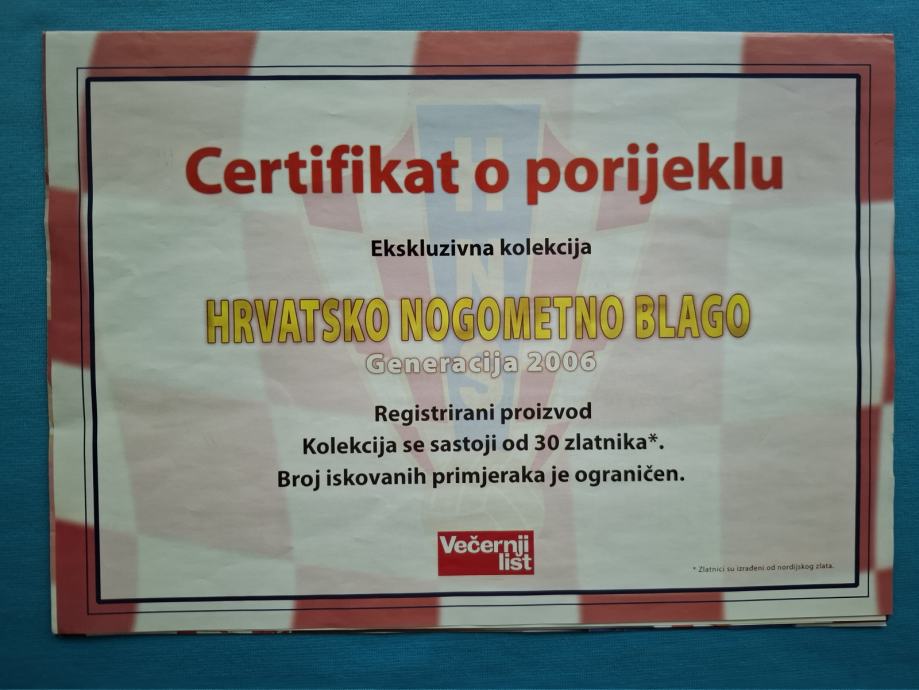 Certifikat o porijeklu
Ekskluzivna kolekcija
HRVATSKO NOGOMETNO BLAGO
Generacija 2006
Registrirani proizvod
Kolekcija se sastoji od 30 zlatnika*.
Broj iskovanih primjeraka je ograničen.
Večernji
list
* Zlatnici su izrađeni od nordijskog zlata.
HNS